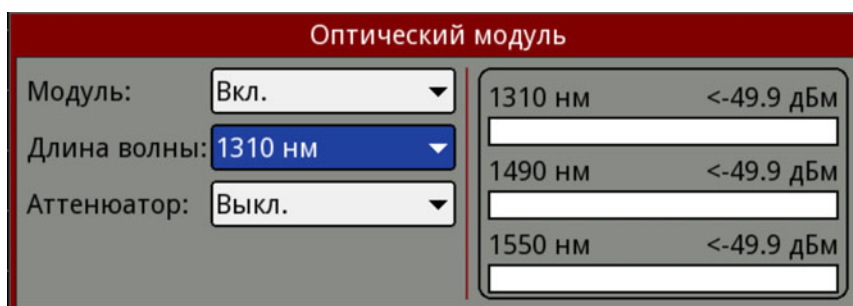 Оптический модуль
Модуль: Вкл.
Длина волны: 1310 нм
Аттенюатор: Выкл.
1310 нм <-49.9 дБм
1490 нм <-49.9 дБм
1550 нм <-49.9 дБм